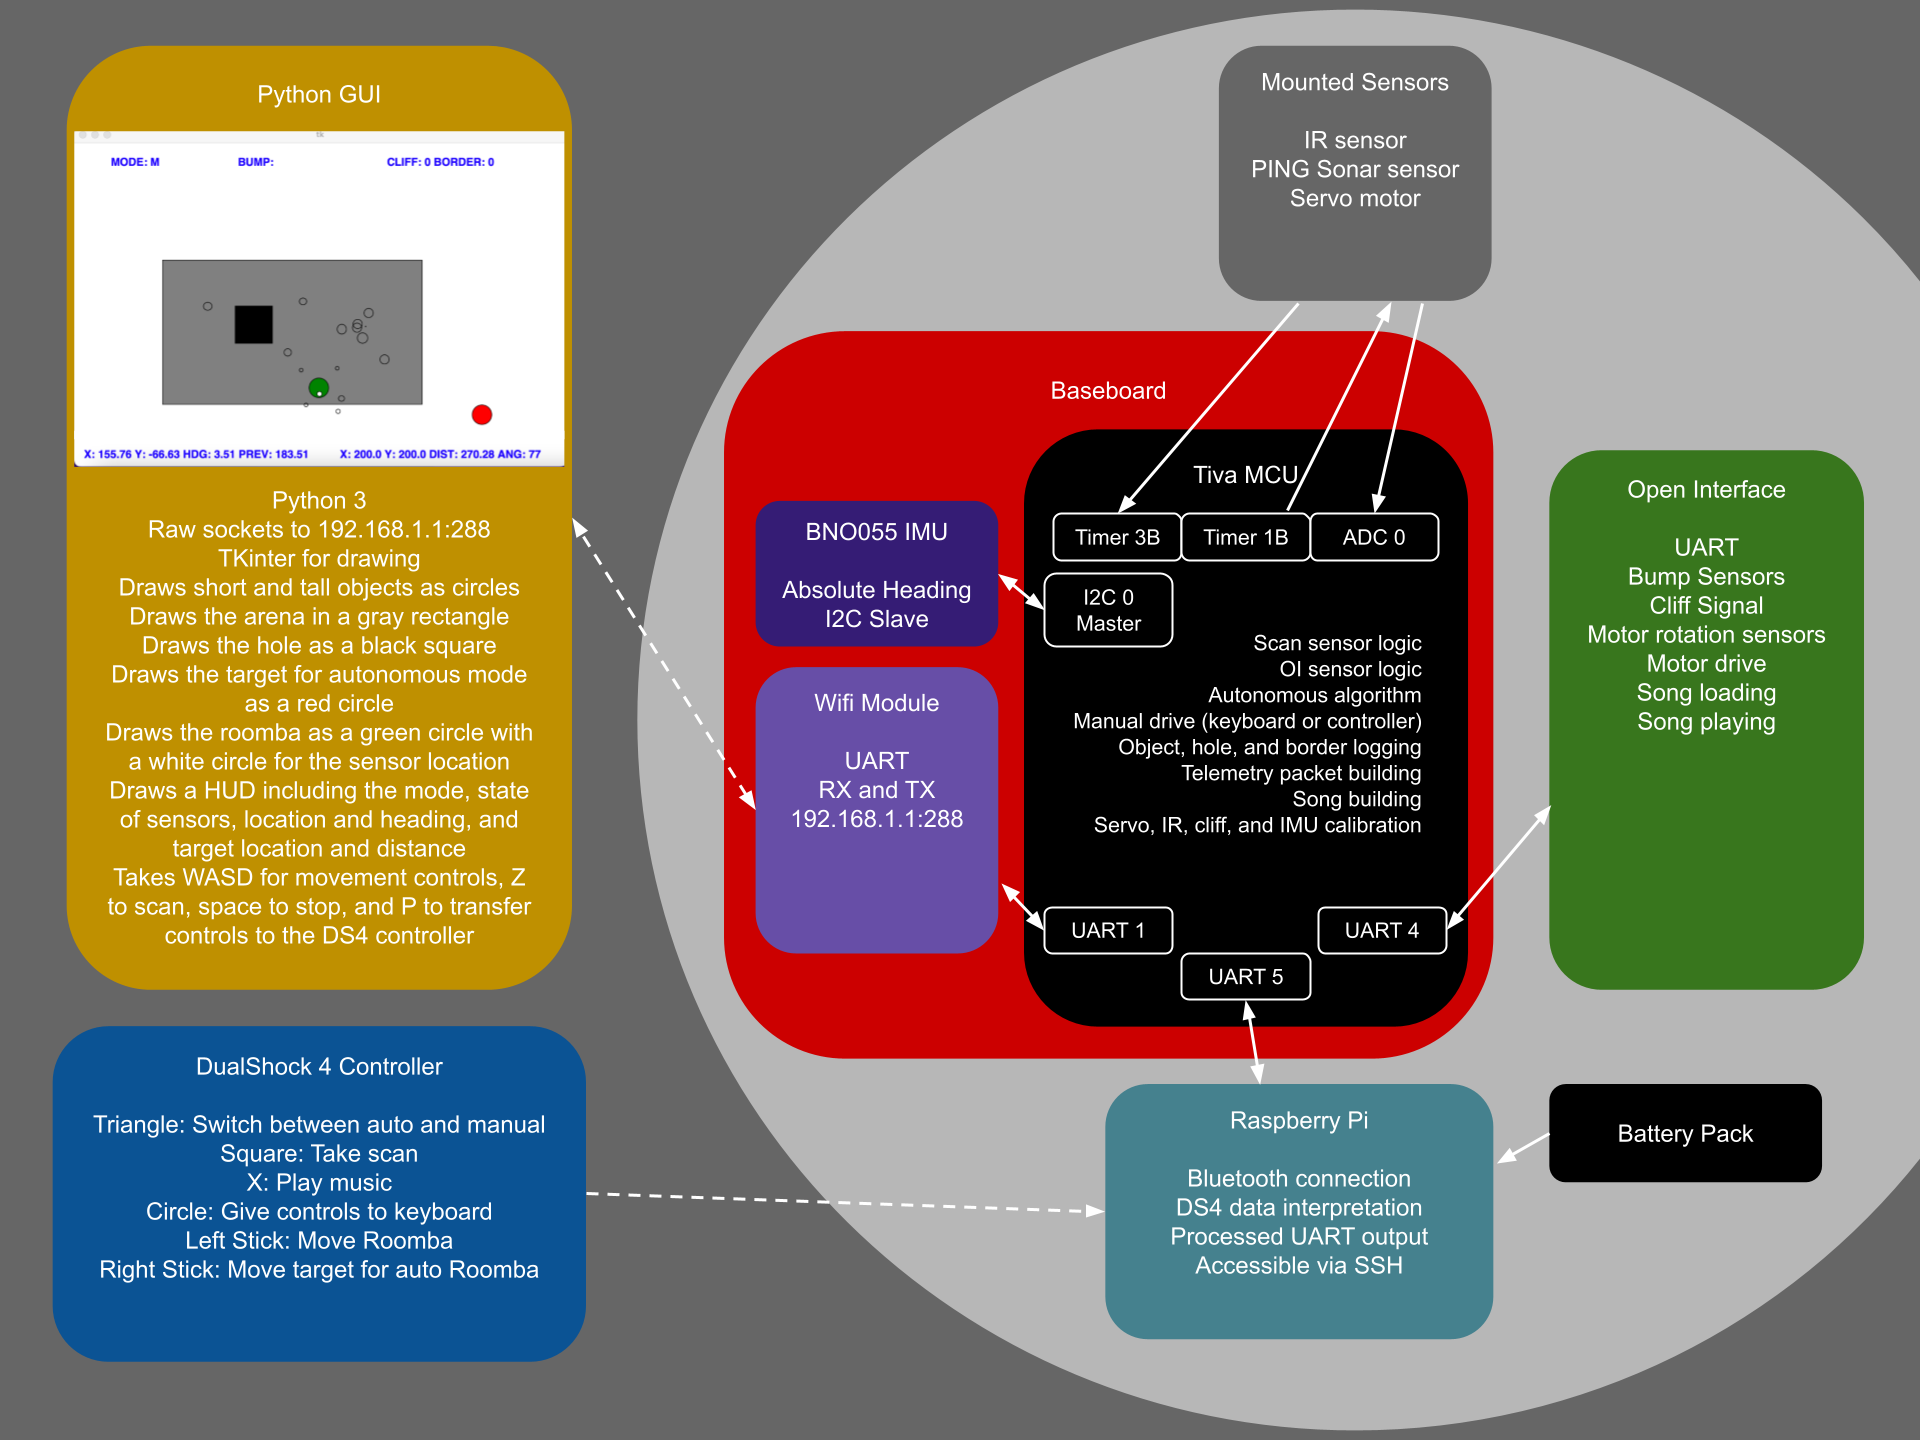 Python GUI
tk
MODE: M
BUMP:
CLIFF: 0 BORDER: 0
X: 155.76 Y: -66.63 HDG: 3.51 PREV: 183.51
X: 200.0 Y: 200.0 DIST: 270.28 ANG: 77
Python 3
Raw sockets to 192.168.1.1:288
TKinter for drawing
Draws short and tall objects as circles
Draws the arena in a gray rectangle
Draws the hole as a black square
Draws the target for autonomous mode
as a red circle
Draws the roomba as a green circle with
a white circle for the sensor location
Draws a HUD including the mode, state
of sensors, location and heading, and
target location and distance
Takes WASD for movement controls, Z
to scan, space to stop, and P to transfer
controls to the DS4 controller
DualShock 4 Controller
Triangle: Switch between auto and manual
Square: Take scan
X: Play music
Circle: Give controls to keyboard
Left Stick: Move Roomba
Right Stick: Move target for auto Roomba
Mounted Sensors
IR sensor
PING Sonar sensor
Servo motor
Baseboard
BNO055 IMU
Absolute Heading
I2C Slave
Wifi Module
UART
RX and TX
192.168.1.1:288
Tiva MCU
Timer 3B
Timer 1B
ADC 0
I2C 0
Master
Scan sensor logic
OI sensor logic
Autonomous algorithm
Manual drive (keyboard or controller)
Object, hole, and border logging
Telemetry packet building
Song building
Servo, IR, cliff, and IMU calibration
UART 1
UART 4
UART 5
Open Interface
UART
Bump Sensors
Cliff Signal
Motor rotation sensors
Motor drive
Song loading
Song playing
Raspberry Pi
Bluetooth connection
DS4 data interpretation
Processed UART output
Accessible via SSH
Battery Pack